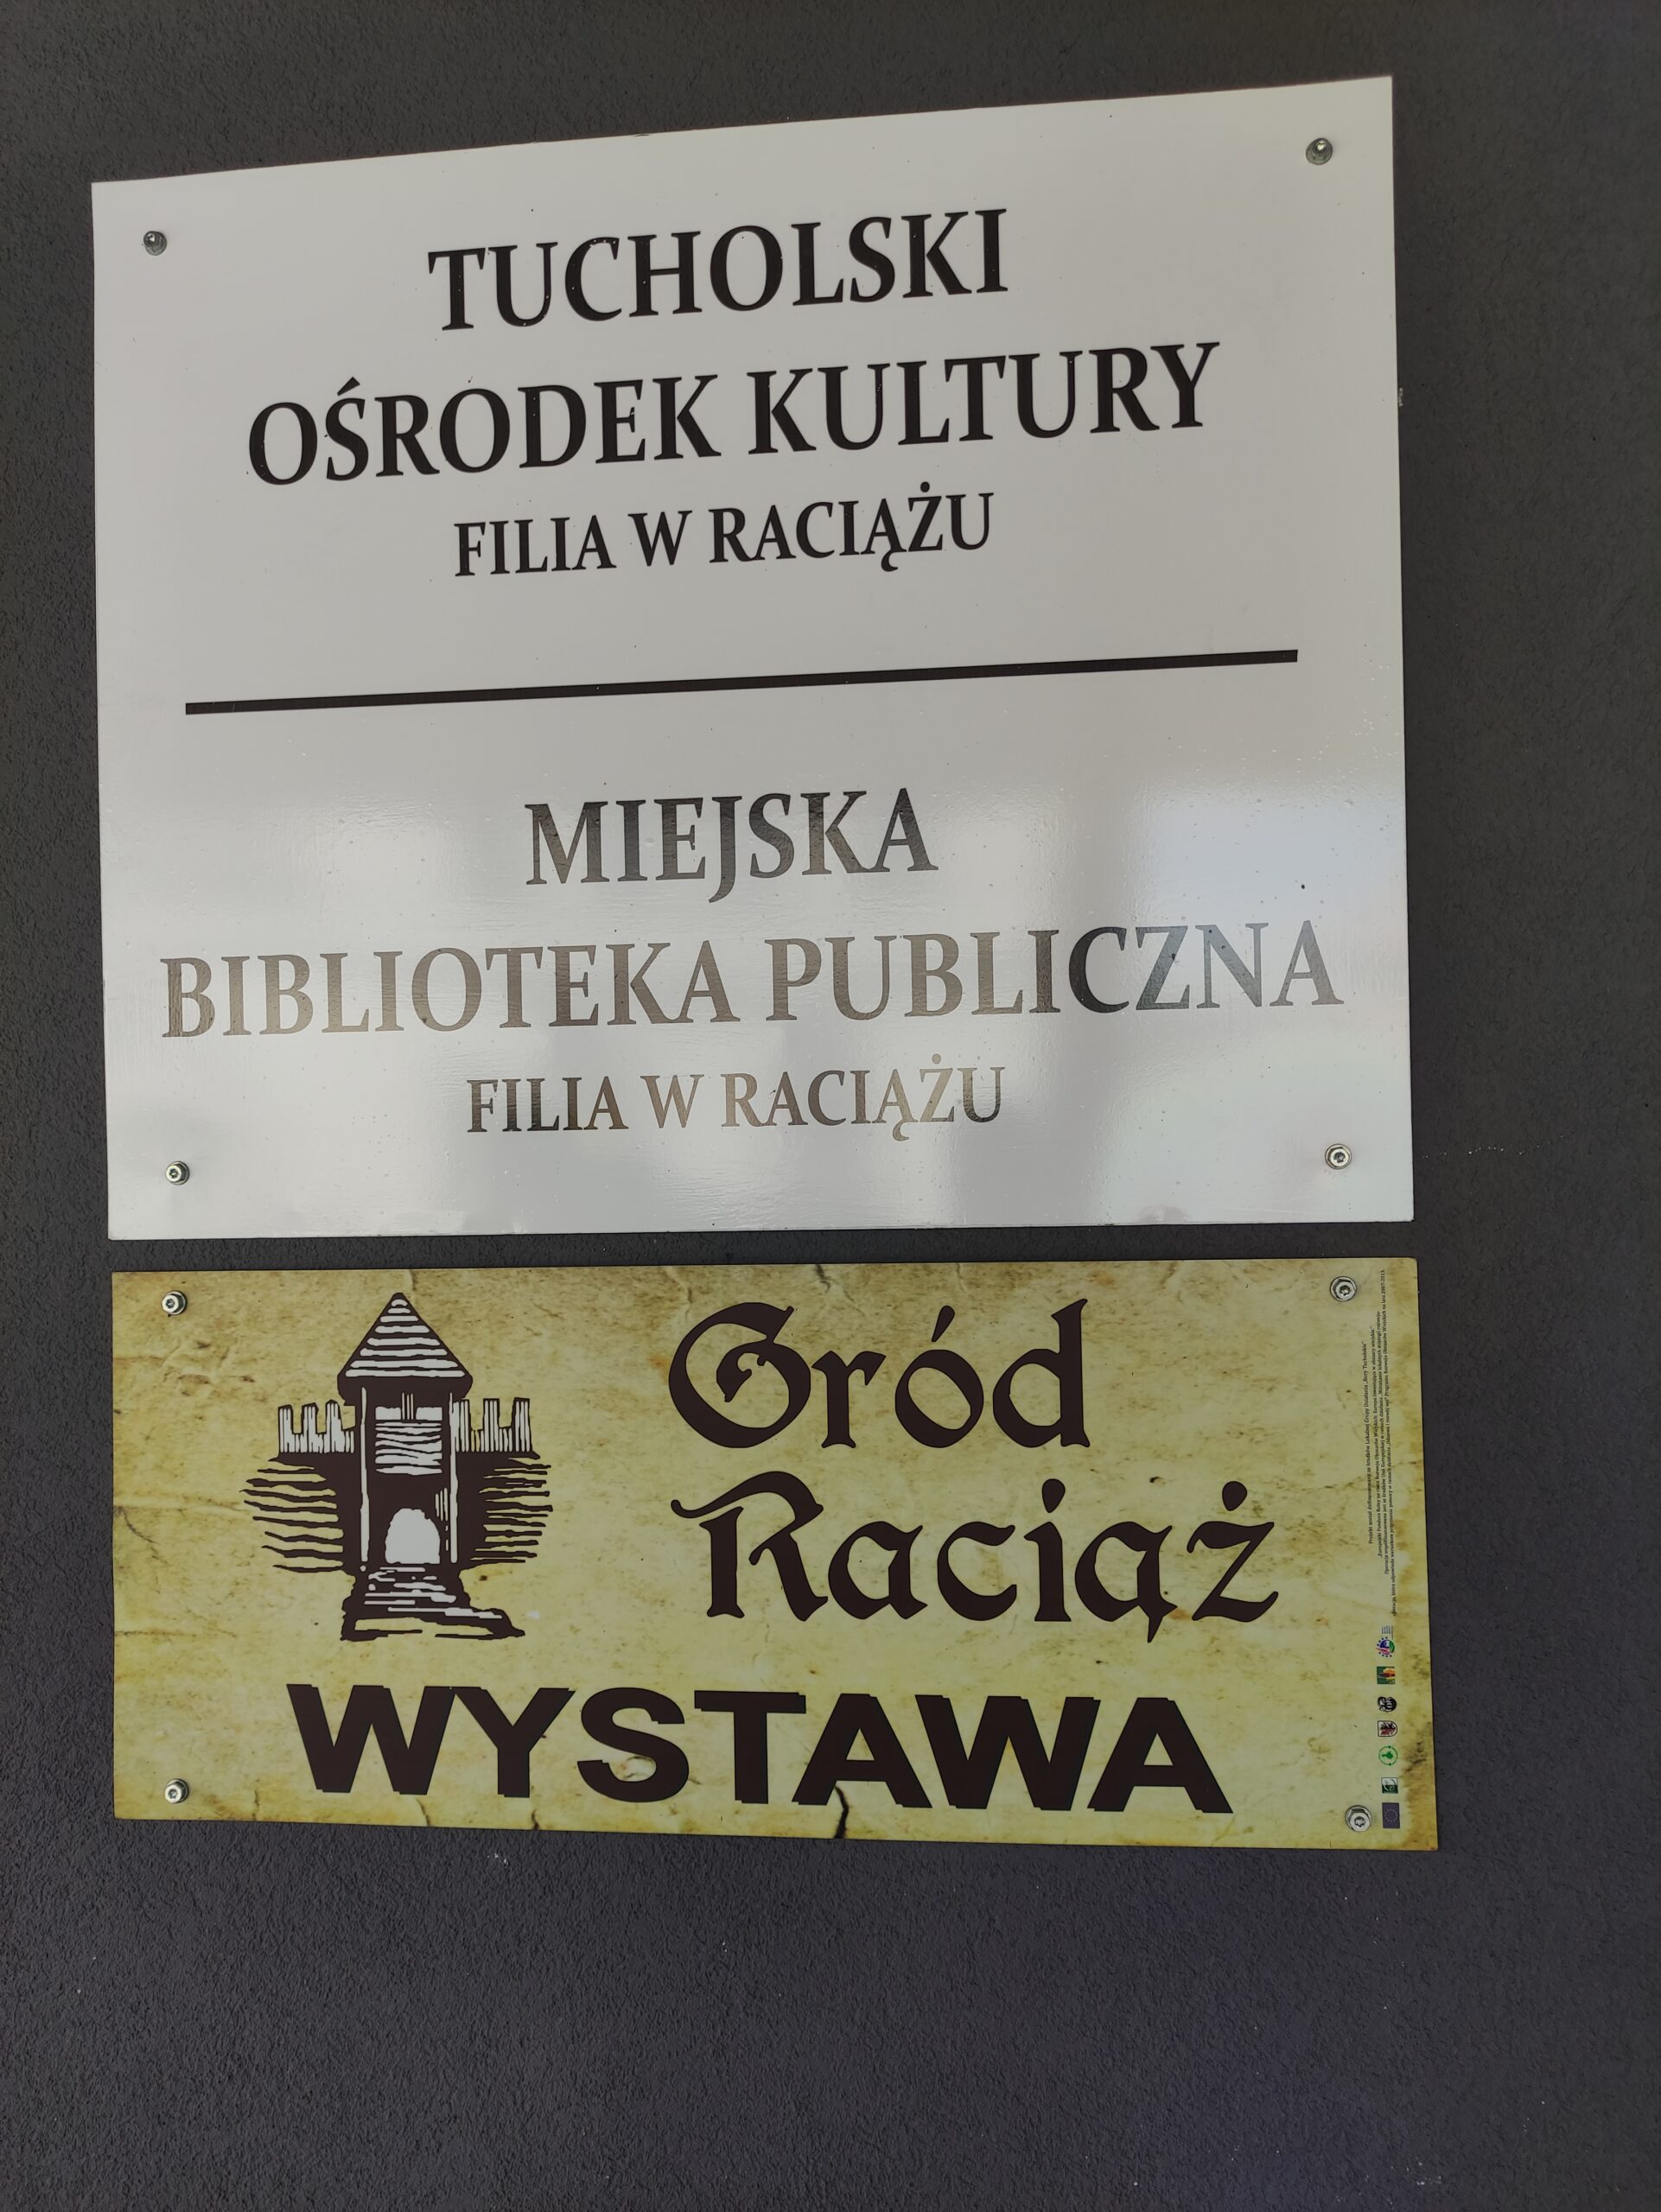 TUCHOLSKI
OŚRODEK KULTURY
FILIA W RACIĄŻU
MIEJSKA
BIBLIOTEKA PUBLICZNA
FILIA W RACIĄŻU
Gród
Raciąż
WYSTAWA